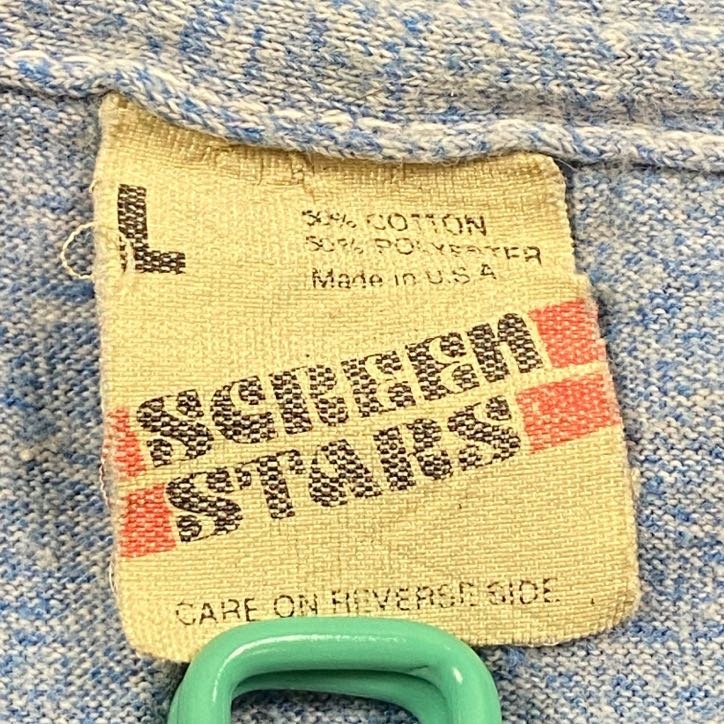 L
50% COTTON
50% POLYESTER
Made in U.S.A
SCREEN
STARS
CARE ON REVERSE SIDE